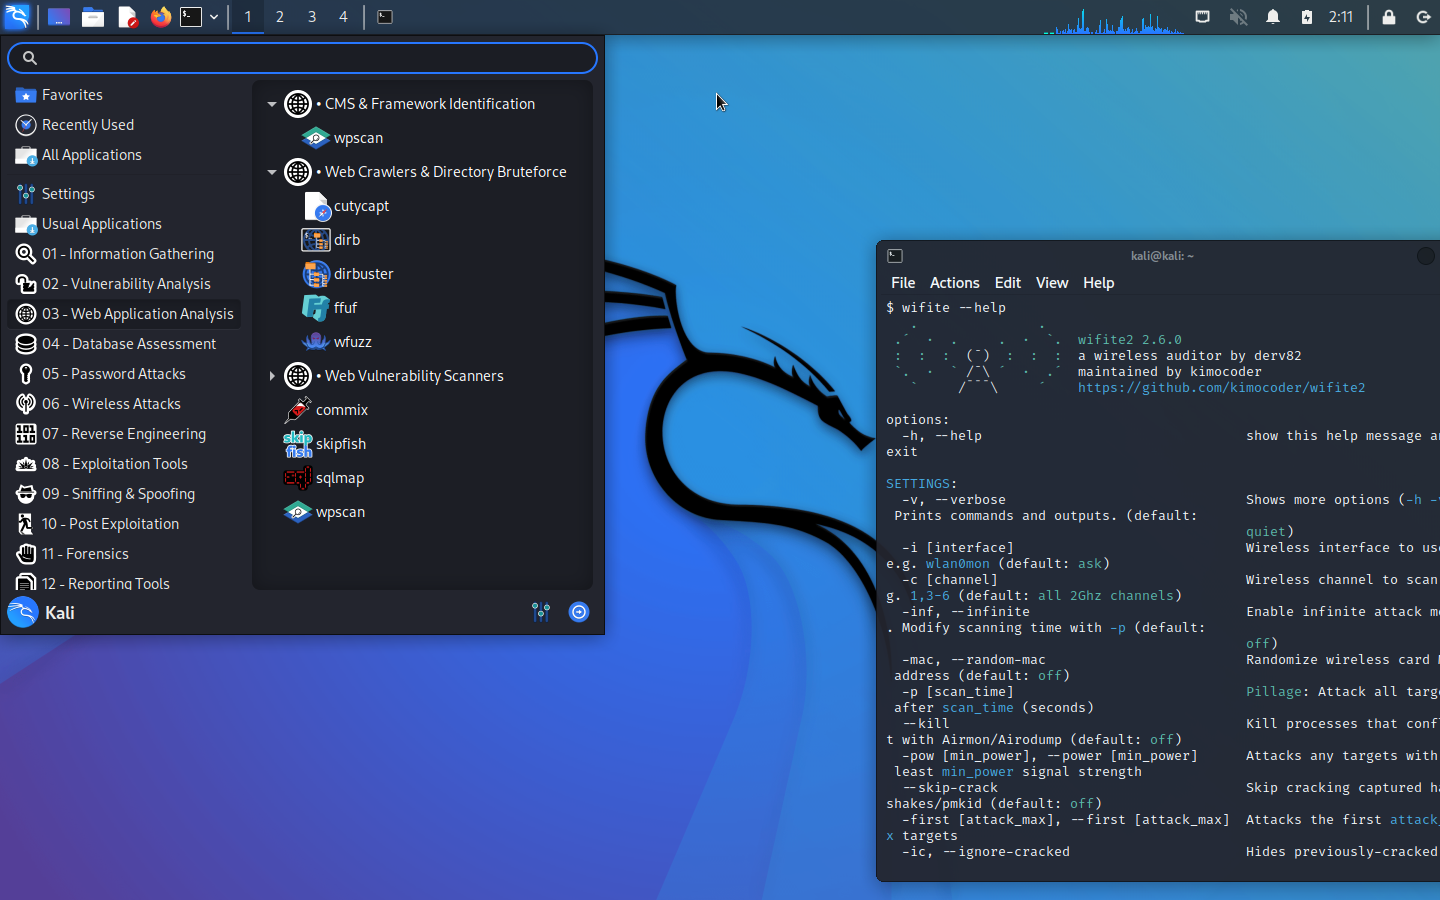 1 2 3 4
2:11
Favorites
Recently Used
All Applications
Settings
Usual Applications
01 - Information Gathering
02 - Vulnerability Analysis
03 - Web Application Analysis
04 - Database Assessment
05 - Password Attacks
06 - Wireless Attacks
07 - Reverse Engineering
08 - Exploitation Tools
09 - Sniffing & Spoofing
10 - Post Exploitation
11 - Forensics
12 - Reporting Tools
Kali
• CMS & Framework Identification
wpscan
• Web Crawlers & Directory Bruteforce
cutycapt
dirb
dirbuster
ffuf
wfuzz
• Web Vulnerability Scanners
commix
skip fish
skipfish
sql
sqlmap
wpscan
kali@kali: ~
File Actions Edit View Help
$ wifite --help
wifite2 2.6.0
a wireless auditor by derv82
maintained by kimocoder
https://github.com/kimocoder/wifite2
options:
-h, --help show this help message
exit
SETTINGS:
-v, --verbose Shows more options (-h
Prints commands and outputs. (default:
quiet)
-i [interface] Wireless interface to
e.g. wlan0mon (default: ask)
-c [channel] Wireless channel to scan
g. 1,3-6 (default: all 2Ghz channels)
-inf, --infinite Enable infinite attack
. Modify scanning time with -p (default:
off)
-mac, --random-mac Randomize wireless card
address (default: off)
-p [scan_time] Pillage: Attack all
after scan_time (seconds)
--kill Kill processes that confl
t with Airmon/Airodump (default: off)
-pow [min_power], --power [min_power] Attacks any targets with
least min_power signal strength
--skip-crack Skip cracking captured
shakes/pmkid (default: off)
-first [attack_max], --first [attack_max] Attacks the first attack_
x targets
-ic, --ignore-cracked Hides previously-cracked